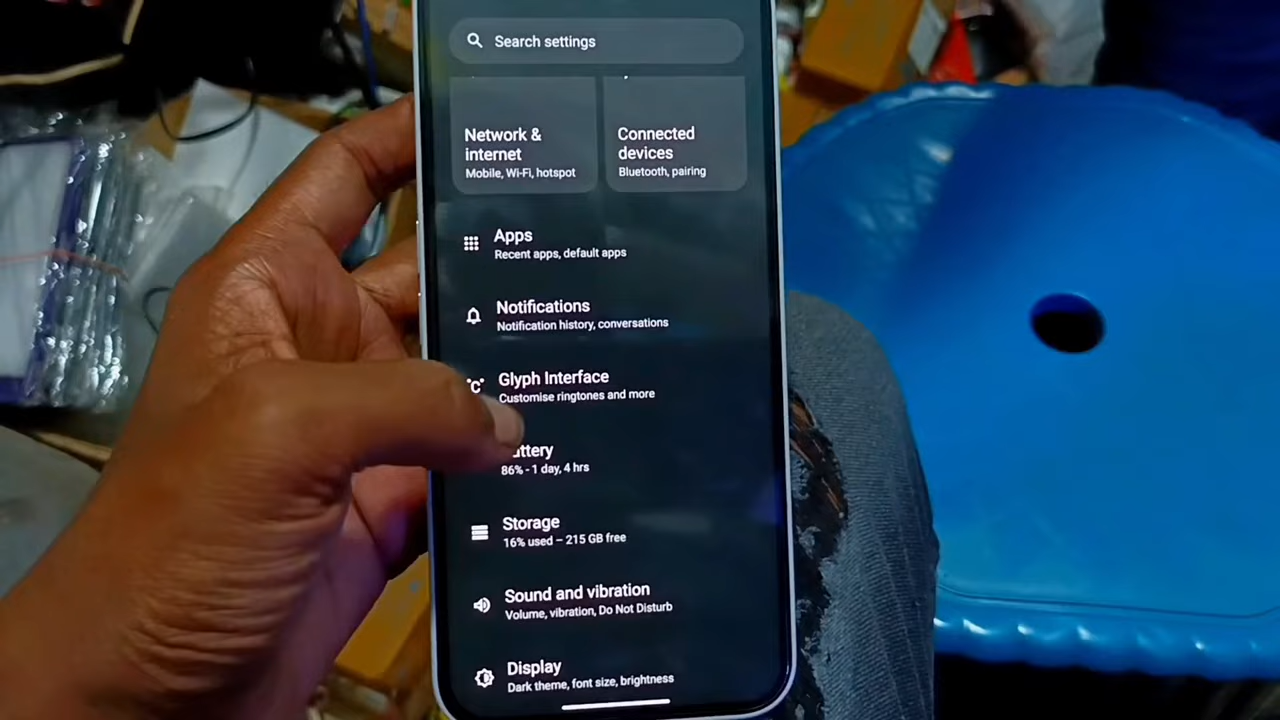 Search settings
Network &
internet
Mobile, Wi-Fi, hotspot
Connected
devices
Bluetooth, pairing
Apps
Recent apps, default apps
Notifications
Notification history, conversations
Glyph Interface
Customise ringtones and more
ttery
86% - 1 day, 4 hrs
Storage
16% used – 215 GB free
Sound and vibration
Volume, vibration, Do Not Disturb
Display
Dark theme, font size, brightness